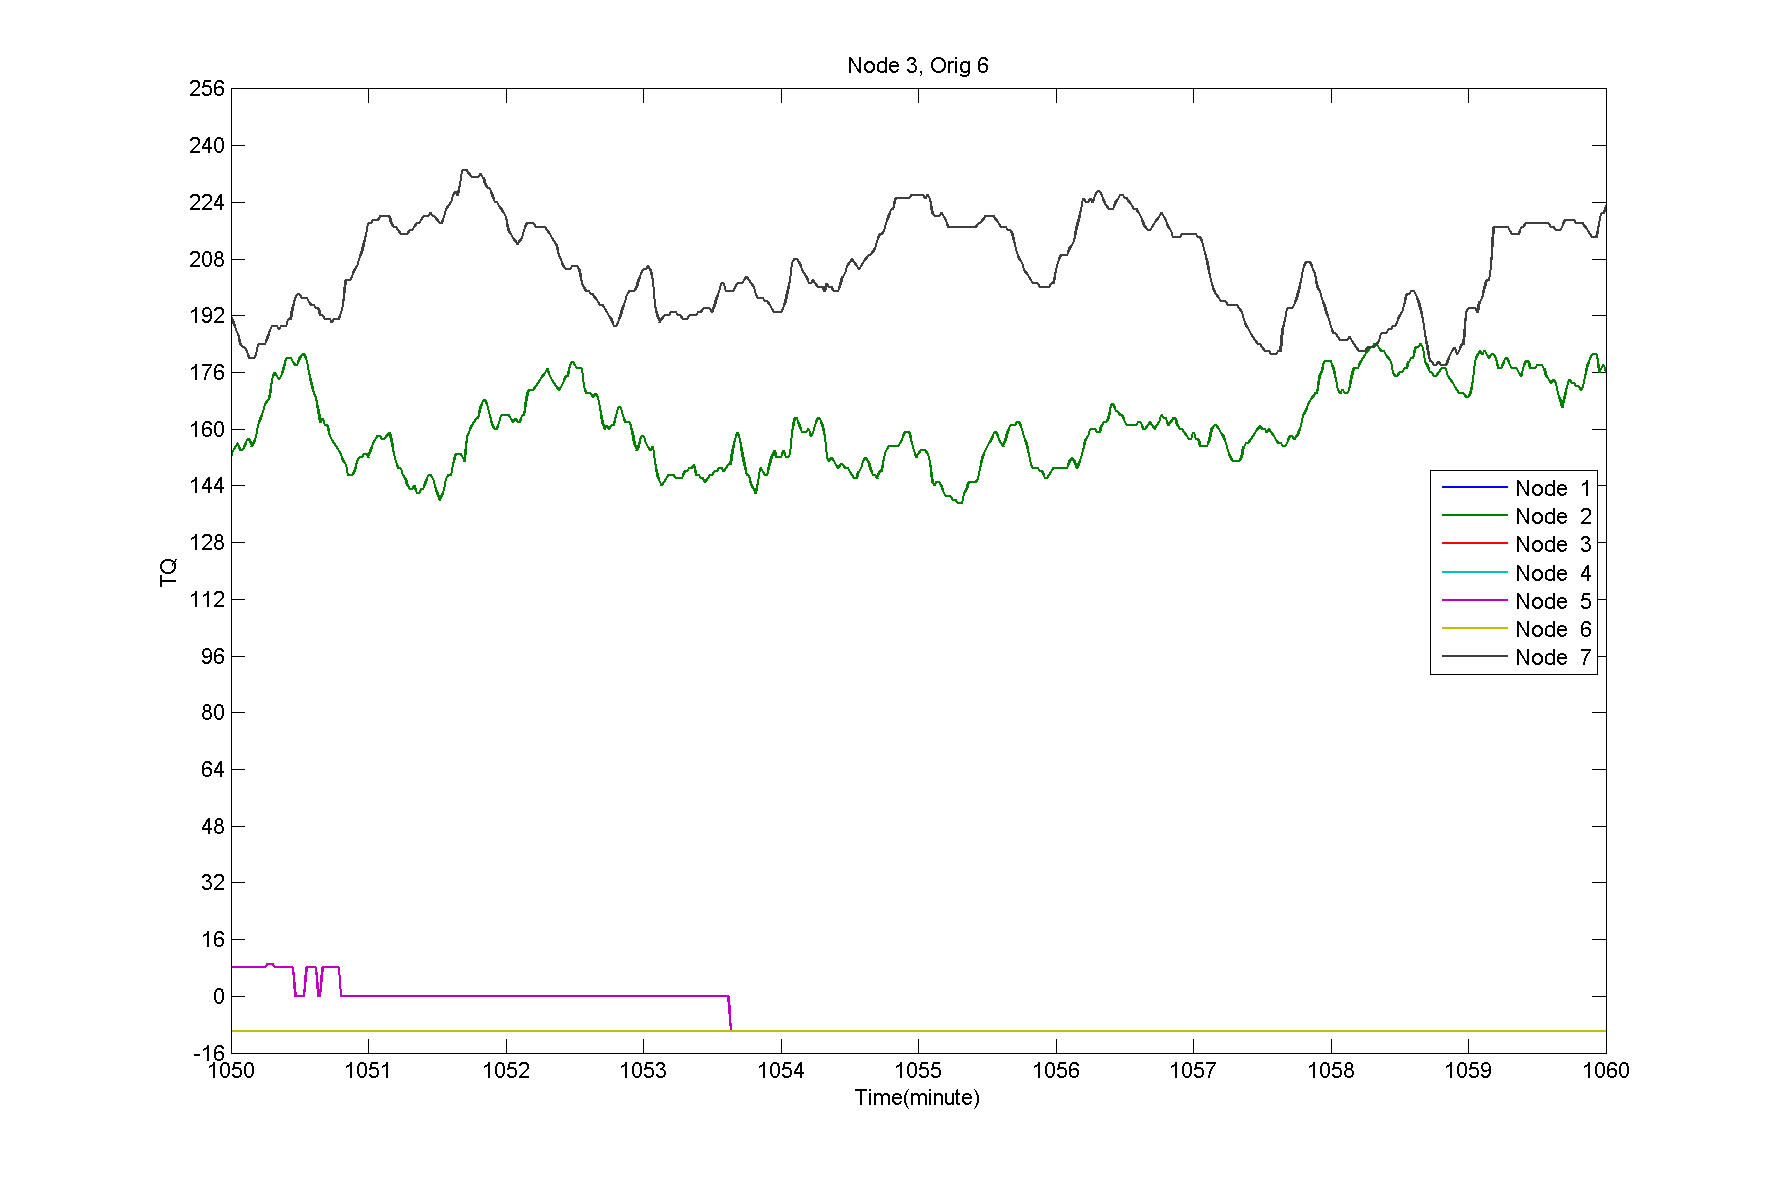 Node 3, Orig 6
256
240
224
208
192
176
160
144
128
112
96
80
64
48
32
16
0
-16
TQ
Node 1
Node 2
Node 3
Node 4
Node 5
Node 6
Node 7
1050 1051 1052 1053 1054 1055 1056 1057 1058 1059 1060
Time(minute)